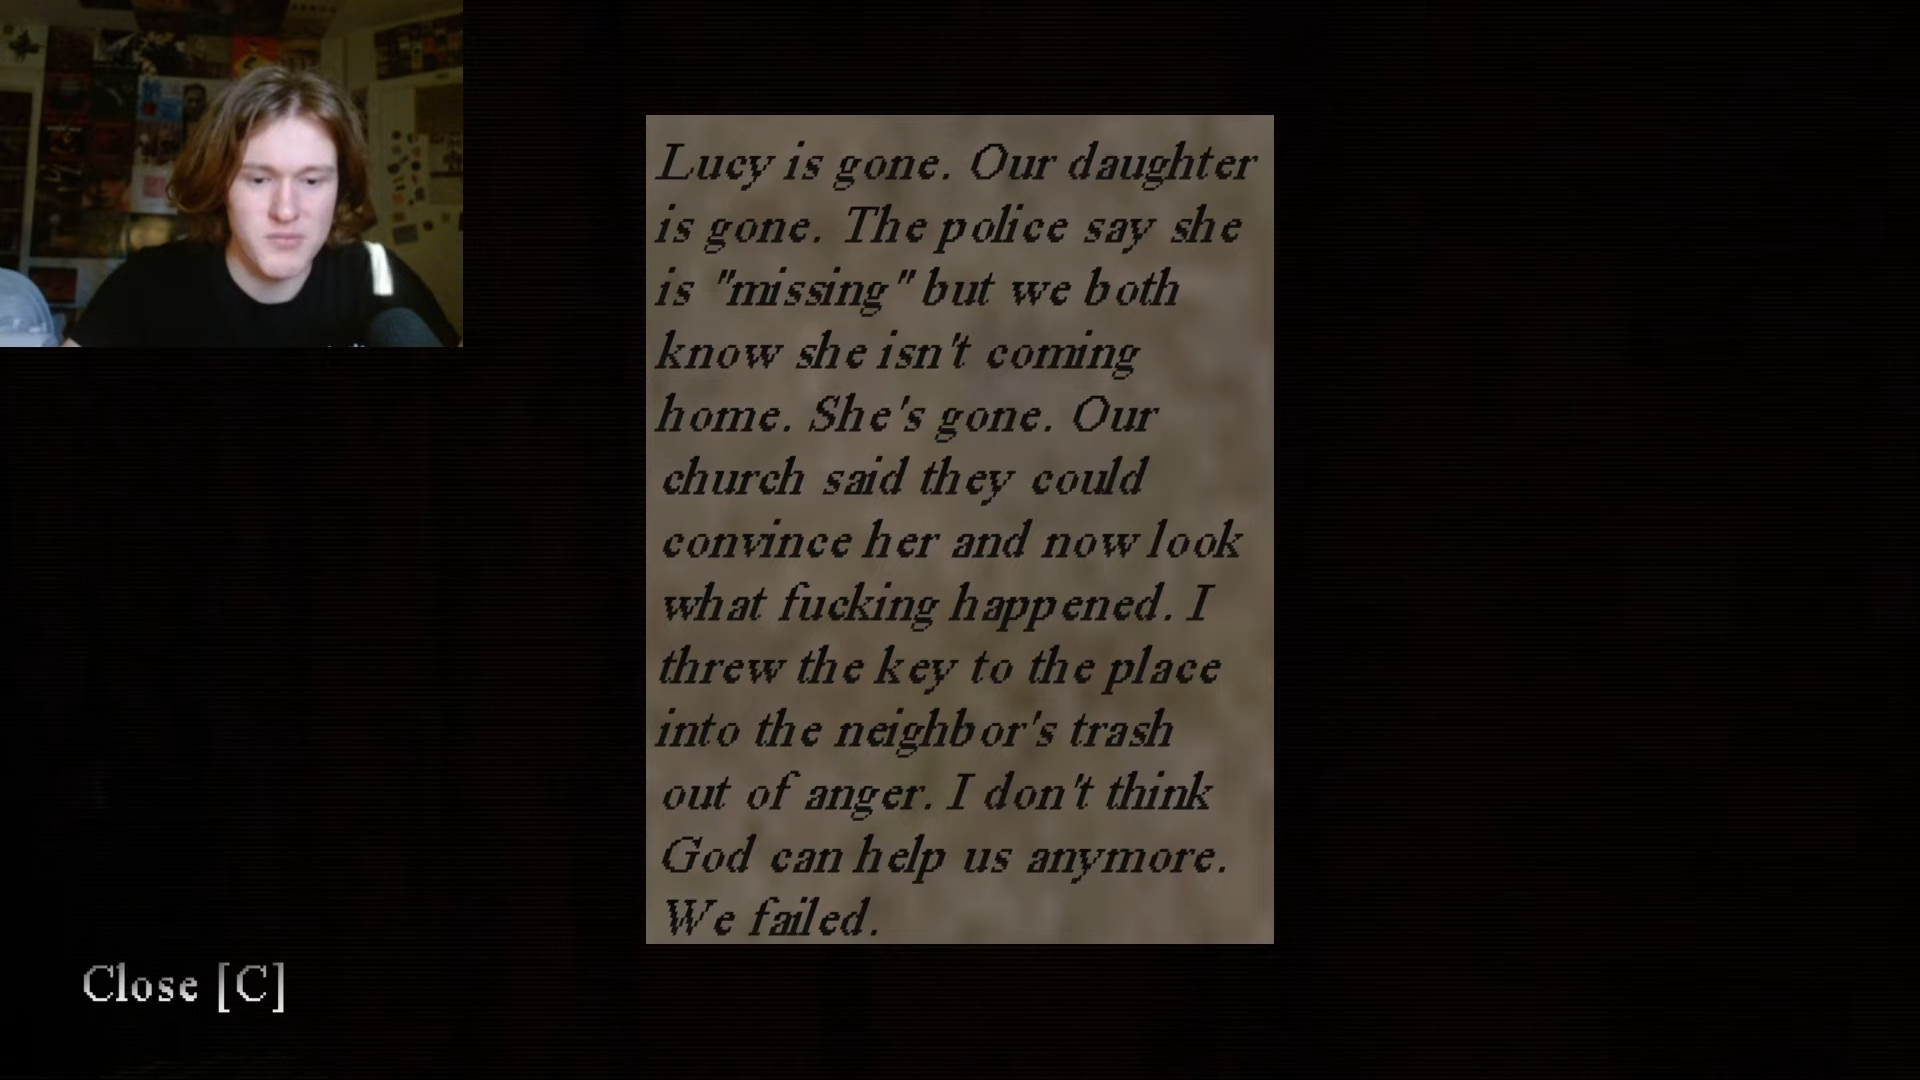 Lucy is gone. Our daughter
is gone. The police say she
is "missing" but we both
know she isn't coming
home. She's gone. Our
church said they could
convince her and now look
what fucking happened. I
threw the key to the place
into the neighbor's trash
out of anger. I don't think
God can help us anymore.
We failed.
Close [C]